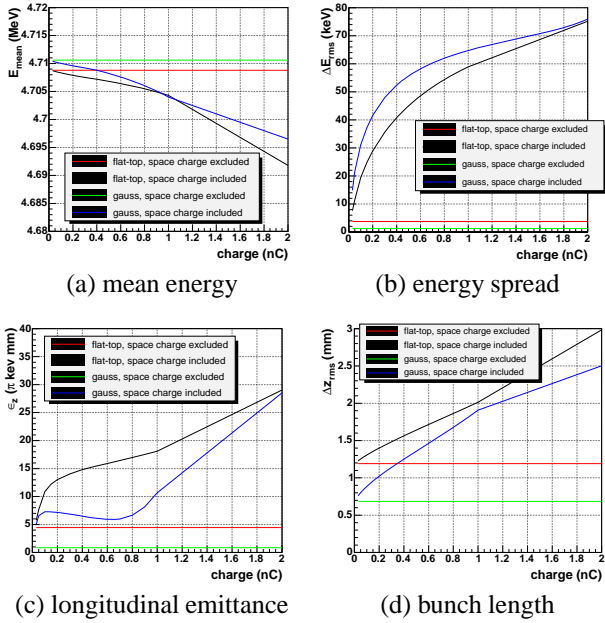 E_mean (MeV)
4.72
4.715
4.71
4.705
4.7
4.695
4.69
4.685
4.68
flat-top, space charge excluded
flat-top, space charge included
gauss, space charge excluded
gauss, space charge included
0 0.2 0.4 0.6 0.8 1 1.2 1.4 1.6 1.8 2
charge (nC)
(a) mean energy
ΔE_rms (keV)
80
70
60
50
40
30
20
10
0
flat-top, space charge excluded
flat-top, space charge included
gauss, space charge excluded
gauss, space charge included
0 0.2 0.4 0.6 0.8 1 1.2 1.4 1.6 1.8 2
charge (nC)
(b) energy spread
ε_z (π kev mm)
40
35
30
25
20
15
10
5
0
flat-top, space charge excluded
flat-top, space charge included
gauss, space charge excluded
gauss, space charge included
0 0.2 0.4 0.6 0.8 1 1.2 1.4 1.6 1.8 2
charge (nC)
(c) longitudinal emittance
Δz_rms (mm)
3
2.5
2
1.5
1
0.5
0
flat-top, space charge excluded
flat-top, space charge included
gauss, space charge excluded
gauss, space charge included
0 0.2 0.4 0.6 0.8 1 1.2 1.4 1.6 1.8 2
charge (nC)
(d) bunch length